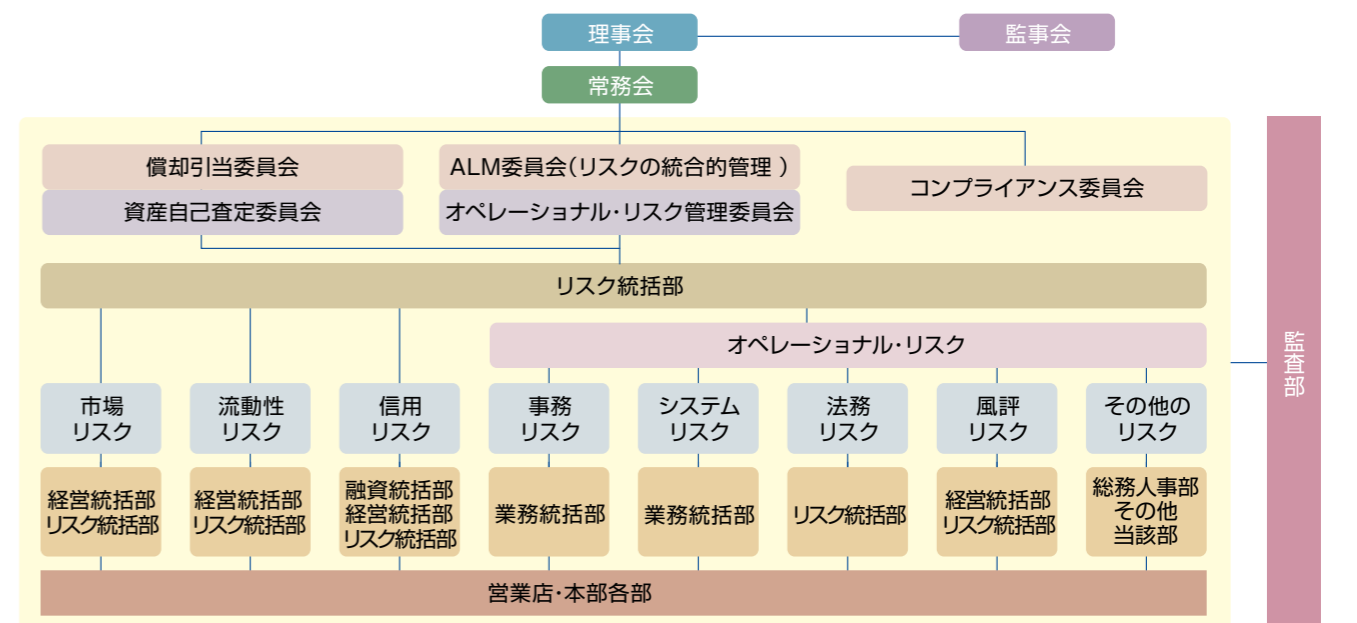 理事会
監事会
常務会
償却引当委員会
資産自己査定委員会
ALM委員会(リスクの統合的管理 )
オペレーショナル・リスク管理委員会
コンプライアンス委員会
リスク統括部
オペレーショナル・リスク
市場
リスク
流動性
リスク
信用
リスク
事務
リスク
システム
リスク
法務
リスク
風評
リスク
その他の
リスク
経営統括部
リスク統括部
経営統括部
リスク統括部
融資統括部
経営統括部
リスク統括部
業務統括部
業務統括部
リスク統括部
経営統括部
リスク統括部
総務人事部
その他
当該部
営業店・本部各部
監査部